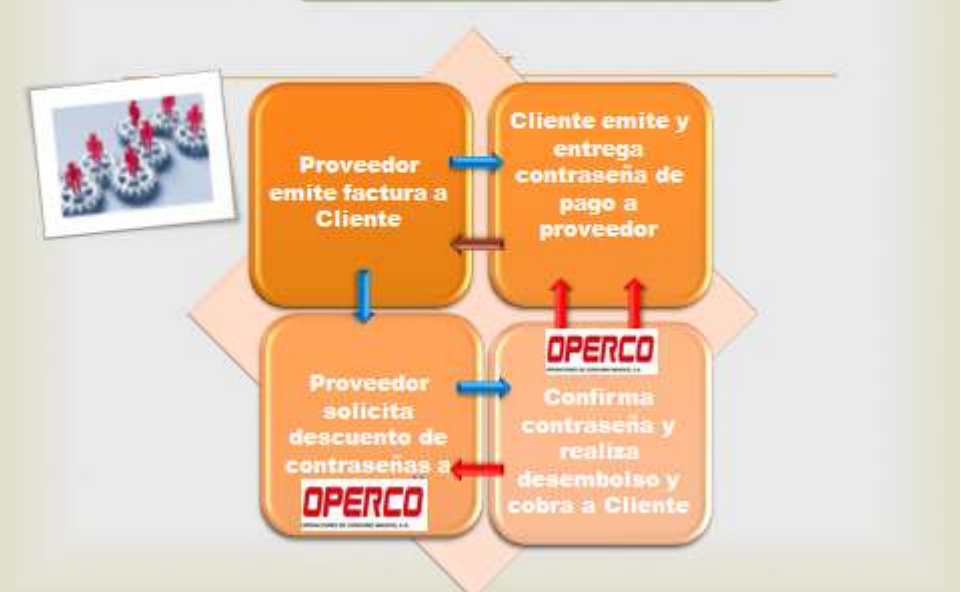 Proveedor
emite factura a
Cliente
Cliente emite y
entrega
contraseña de
pago a
proveedor
Proveedor
solicita
descuento de
contraseñas a
OPERCO
OPERCO
Confirma
contraseña y
realiza
desembolso y
cobra a Cliente